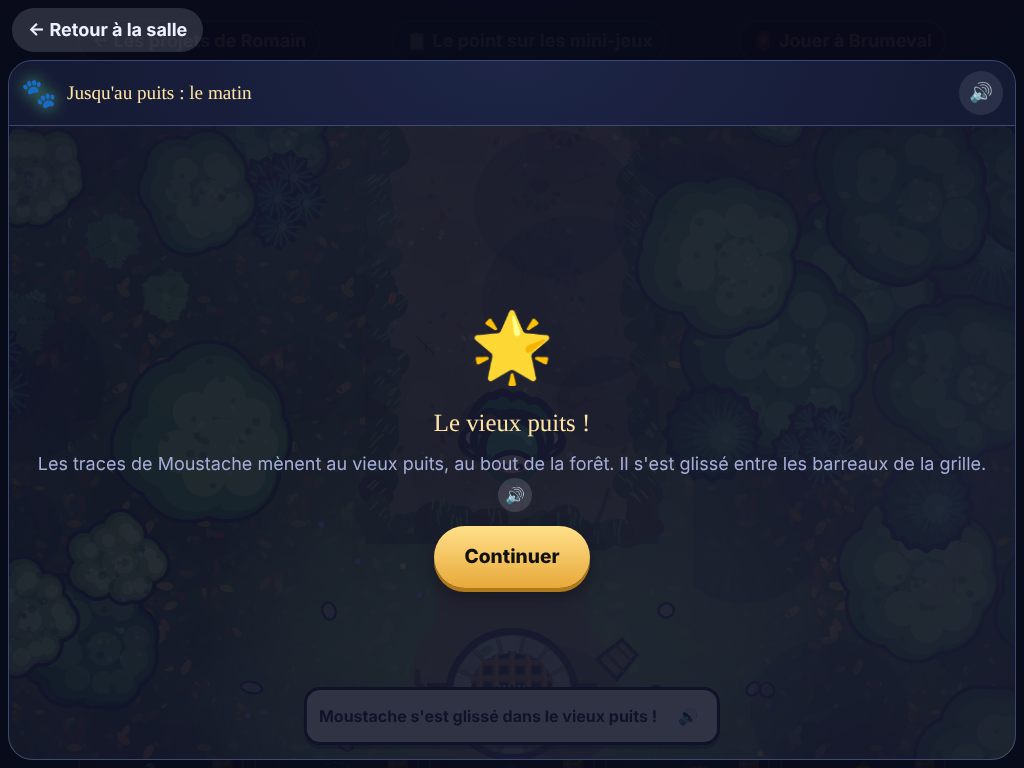 ← Retour à la salle
← Les projets de Romain
Le point sur les mini-jeux
Jouer à Brumeval
Jusqu'au puits : le matin
Le vieux puits !
Les traces de Moustache mènent au vieux puits, au bout de la forêt. Il s'est glissé entre les barreaux de la grille.
Continuer
Moustache s'est glissé dans le vieux puits !